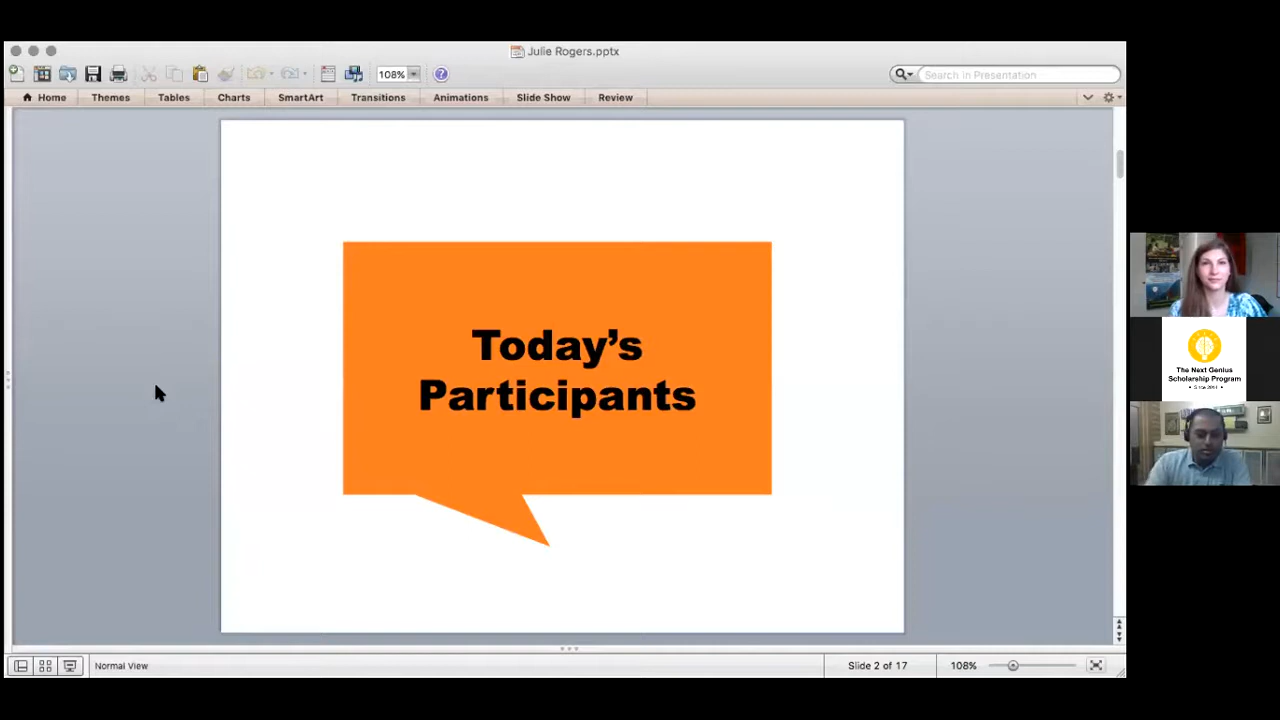 Julie Rogers.pptx
108%
Search in Presentation
Home Themes Tables Charts SmartArt Transitions Animations Slide Show Review
Today’s
Participants
The Next Genius
Scholarship Program
Normal View
Slide 2 of 17
108%